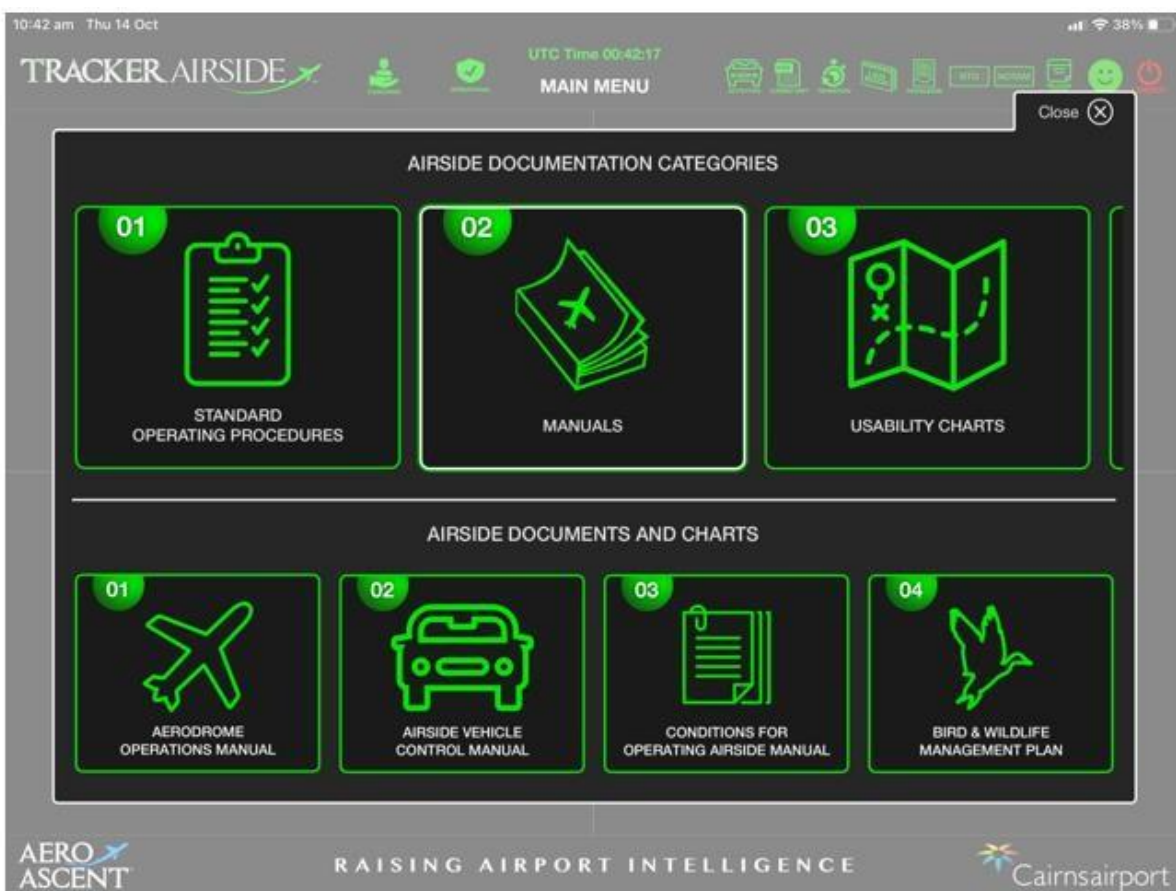 10:42 am Thu 14 Oct
38%
TRACKER AIRSIDE
UTC Time 00:42:17
MAIN MENU
Close
AIRSIDE DOCUMENTATION CATEGORIES
01
02
03
STANDARD
OPERATING PROCEDURES
MANUALS
USABILITY CHARTS
AIRSIDE DOCUMENTS AND CHARTS
01
02
03
04
AERODROME
OPERATIONS MANUAL
AIRSIDE VEHICLE
CONTROL MANUAL
CONDITIONS FOR
OPERATING AIRSIDE MANUAL
BIRD & WILDLIFE
MANAGEMENT PLAN
AERO
ASCENT
RAISING AIRPORT INTELLIGENCE
Cairnsairport